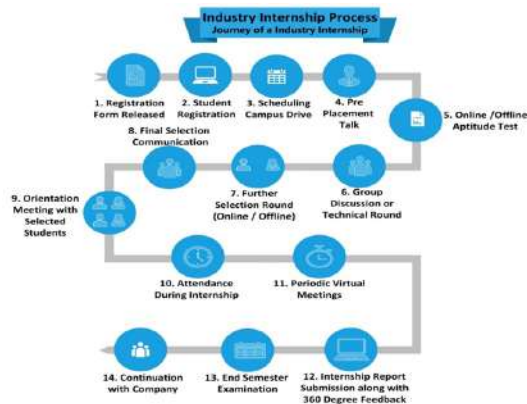 Industry Internship Process
Journey of a Industry Internship
1. Registration
Form Released
2. Student
Registration
3. Scheduling
Campus Drive
4. Pre
Placement
Talk
5. Online /Offline
Aptitude Test
6. Group
Discussion or
Technical Round
7. Further
Selection Round
(Online / Offline)
8. Final Selection
Communication
9. Orientation
Meeting with
Selected
Students
10. Attendance
During Internship
11. Periodic Virtual
Meetings
12. Internship Report
Submission along with
360 Degree Feedback
13. End Semester
Examination
14. Continuation
with Company